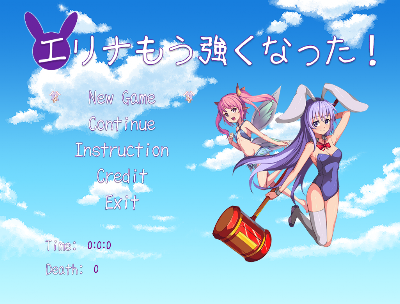 エリナもう強くなった！
New Game
Continue
Instruction
Credit
Exit
Time: 0:0:0
Death: 0